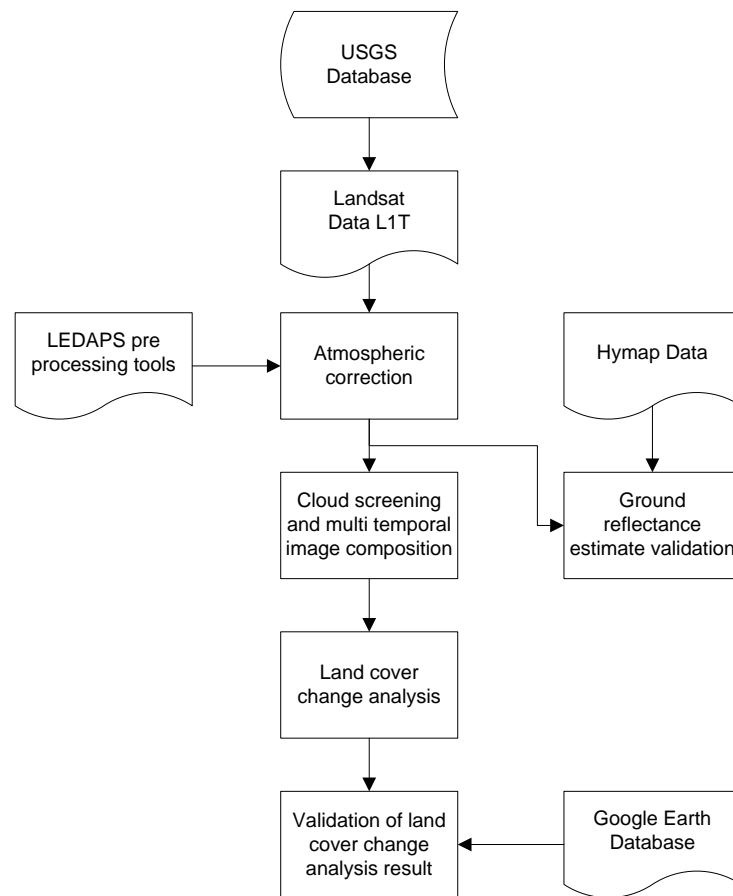 USGS
Database
Landsat
Data L1T
LEDAPS pre
processing tools
Atmospheric
correction
Hymap Data
Cloud screening
and multi temporal
image composition
Ground
reflectance
estimate validation
Land cover
change analysis
Validation of land
cover change
analysis result
Google Earth
Database